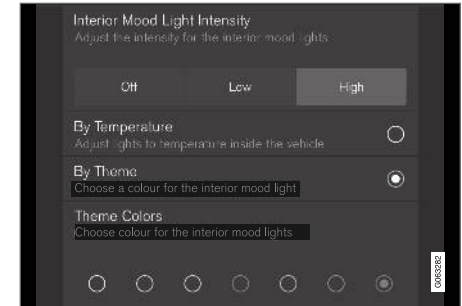 Interior Mood Light Intensity
Adjust the intensity for the interior mood lights
Off Low High
By Temperature
Adjust lights to temperature inside the vehicle
By Theme
Choose a colour for the interior mood light
Theme Colors
Choose colour for the interior mood lights
G063282